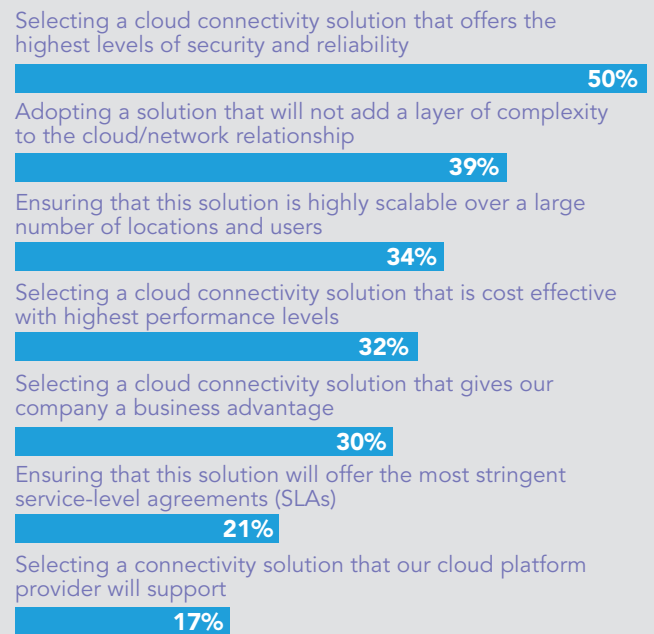 Selecting a cloud connectivity solution that offers the
highest levels of security and reliability
50%
Adopting a solution that will not add a layer of complexity
to the cloud/network relationship
39%
Ensuring that this solution is highly scalable over a large
number of locations and users
34%
Selecting a cloud connectivity solution that is cost effective
with highest performance levels
32%
Selecting a cloud connectivity solution that gives our
company a business advantage
30%
Ensuring that this solution will offer the most stringent
service-level agreements (SLAs)
21%
Selecting a connectivity solution that our cloud platform
provider will support
17%